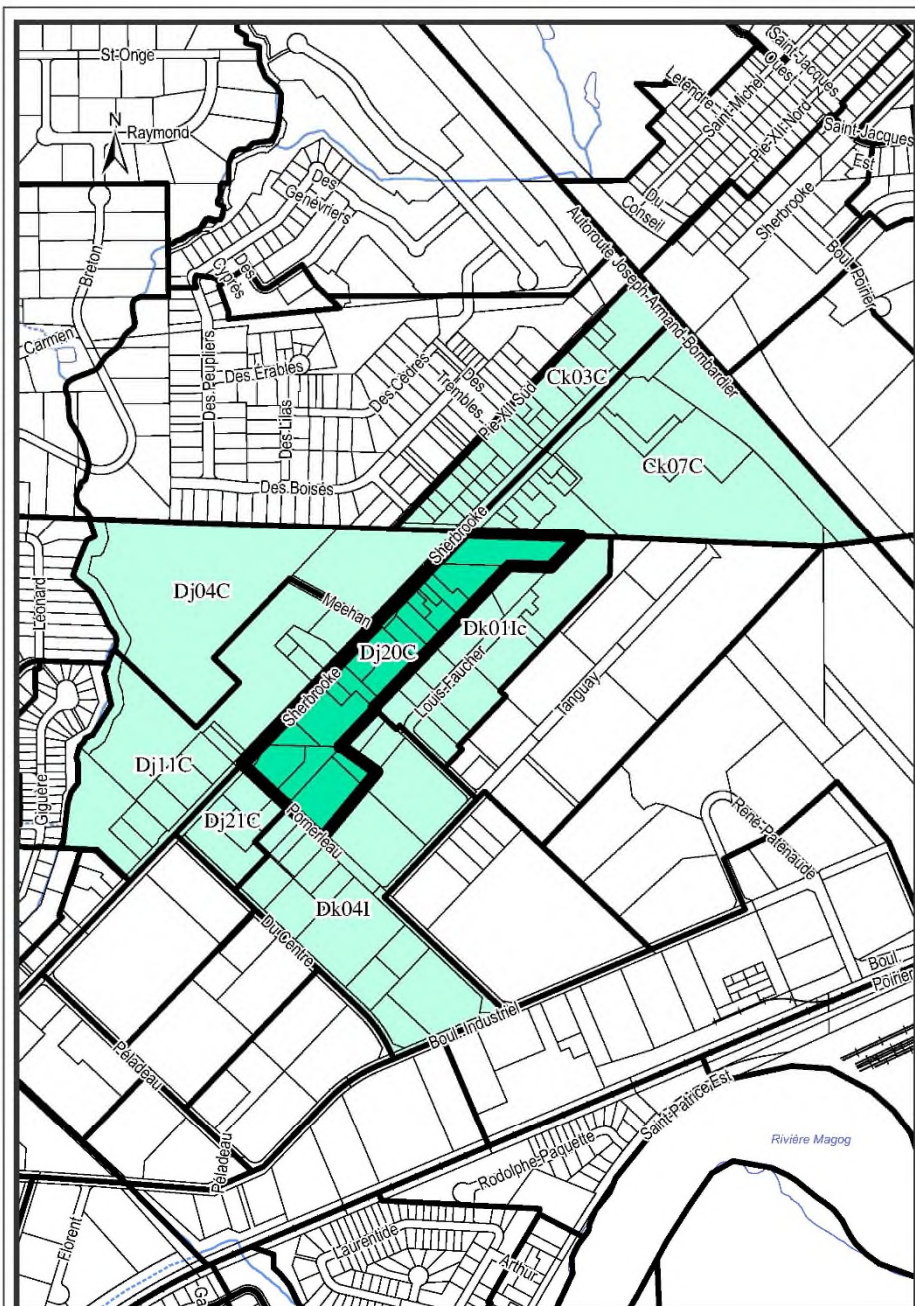 St-Onge
Raymond
N
Breton
Carmen
Des
Genévriers
Des
Cyprès
Letendre
Saint-Michel
Saint-Jacques
Ouest
Pie-XII Nord
Saint-Jacques
Est
Du
Conseil
Sherbrooke
Boul. Poirier
Autoroute Joseph-Armand-Bombardier
Des Peupliers
Des Érables
Des Lilas
Des Cèdres
Des
Trembles
Des Boisés
Pie-XII Sud
Ck03C
Ck07C
Sherbrooke
Léonard
Dj04C
Meehan
Dj20C
Dk01Ic
Louis-Faucher
Tanguay
Sherbrooke
Giguère
Dj11C
Dj21C
Pomerleau
Dk04I
Du Centre
René-Patenaude
Boul. Industriel
Boul.
Poirier
Péladeau
Péladeau
Saint-Patrice Est
Rivière Magog
Rodolphe-Paquette
Laurentide
Arthur
Florent